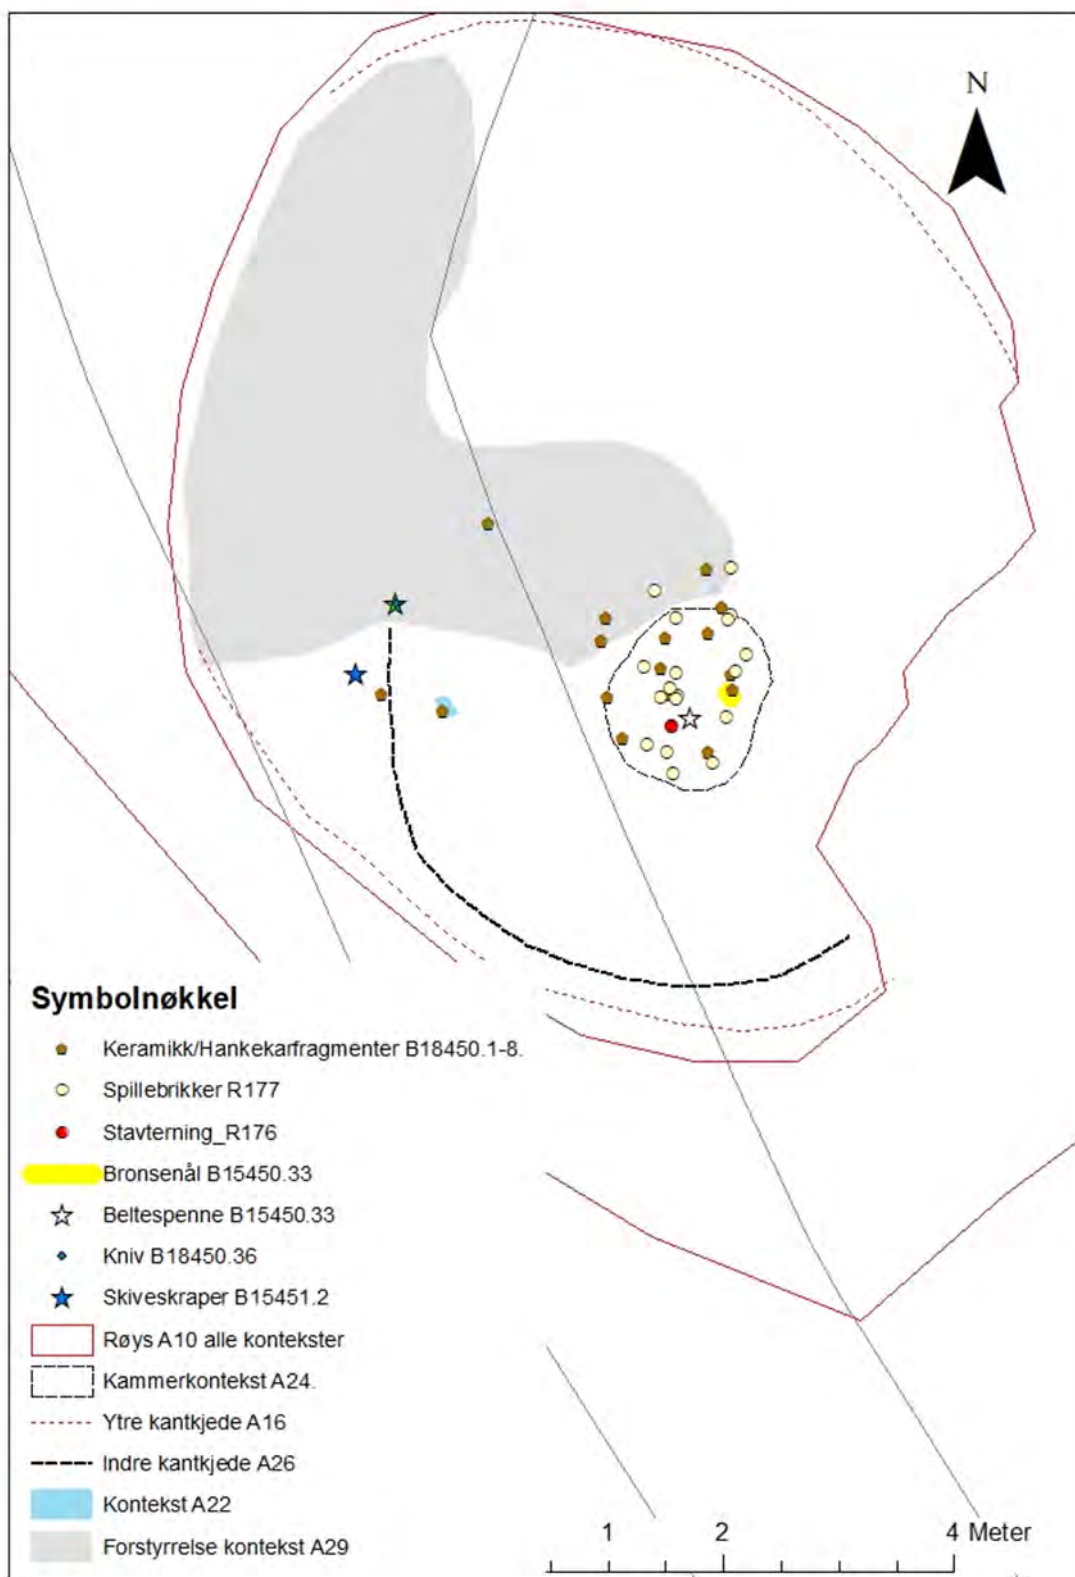 N
Symbolnøkkel
Keramikk/Hankekarfragmenter B18450.1-8.
Spillebrikker R177
Stavterning_R176
Bronsenål B15450.33
Beltespenne B15450.33
Kniv B18450.36
Skiveskraper B15451.2
Røys A10 alle kontekster
Kammerkontekst A24.
Ytre kantkjede A16
Indre kantkjede A26
Kontekst A22
Forstyrrelse kontekst A29
1 2 4 Meter